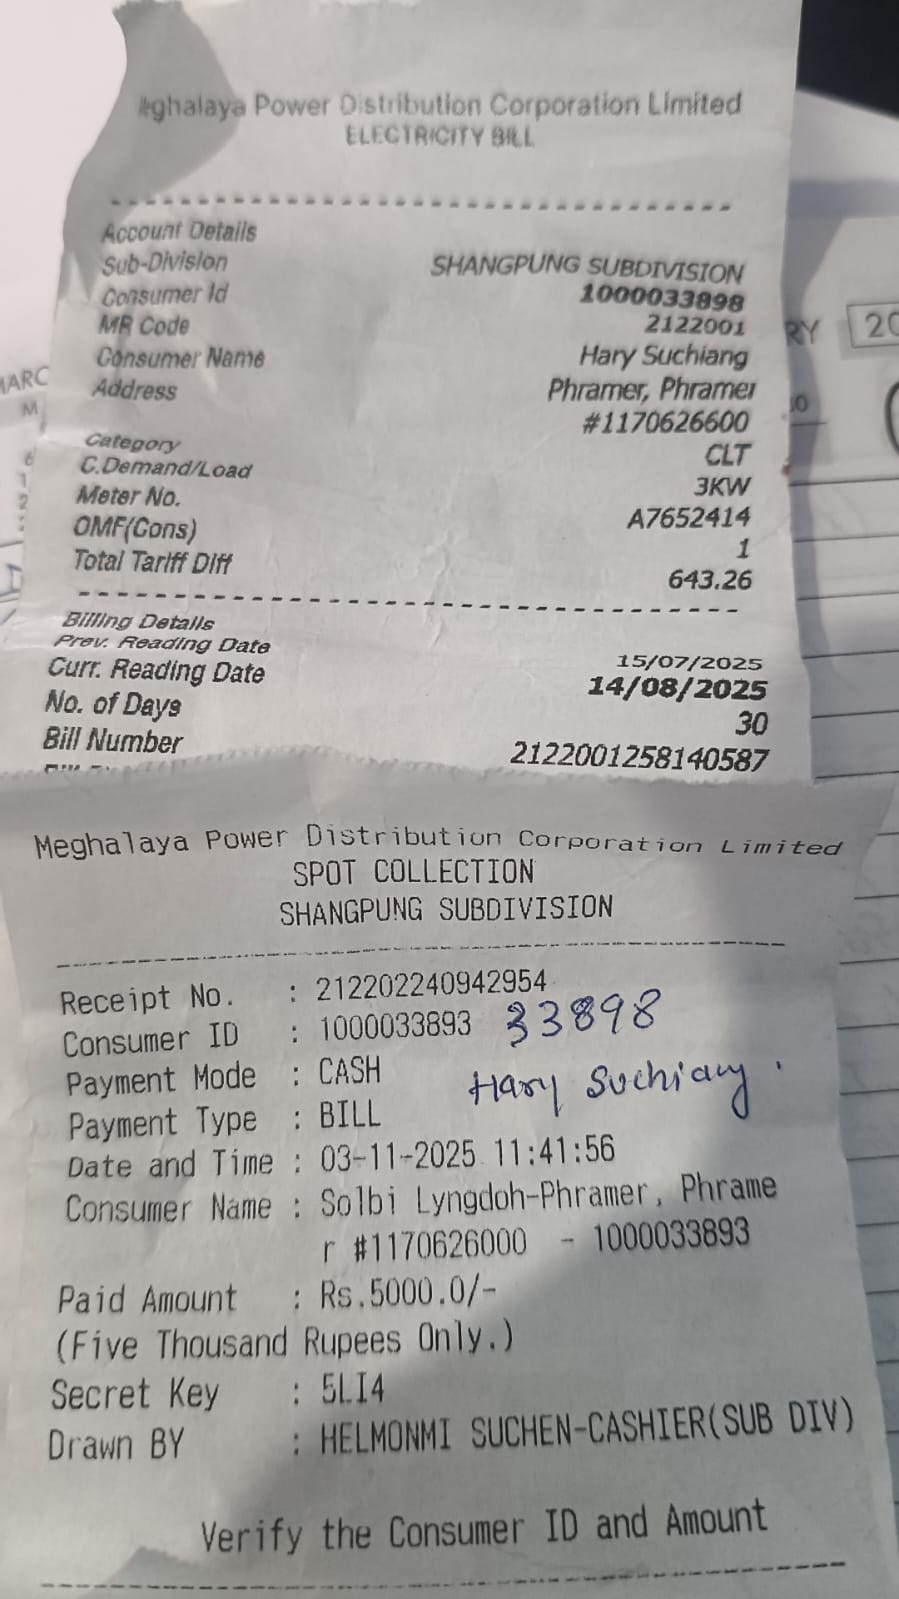 ghalaya Power Distribution Corporation Limited
ELECTRICITY BILL
Account Details
Sub-Division SHANGPUNG SUBDIVISION
Consumer Id 1000033898
MR Code 2122001
Consumer Name Hary Suchiang
Address Phramer, Phramer
#1170626600
Category CLT
C.Demand/Load 3KW
Meter No. A7652414
OMF(Cons) 1
Total Tariff Diff 643.26
Billing Details
Prev. Reading Date 15/07/2025
Curr. Reading Date 14/08/2025
No. of Days 30
Bill Number 2122001258140587
Meghalaya Power Distribution Corporation Limited
SPOT COLLECTION
SHANGPUNG SUBDIVISION
Receipt No. : 212202240942954
Consumer ID : 1000033893 33898
Payment Mode : CASH
Hary Suchiang.
Payment Type : BILL
Date and Time : 03-11-2025 11:41:56
Consumer Name : Solbi Lyngdoh-Phramer, Phrame
r #1170626000 - 1000033893
Paid Amount : Rs.5000.0/-
(Five Thousand Rupees Only.)
Secret Key : 5LI4
Drawn BY : HELMONMI SUCHEN-CASHIER(SUB DIV)
Verify the Consumer ID and Amount